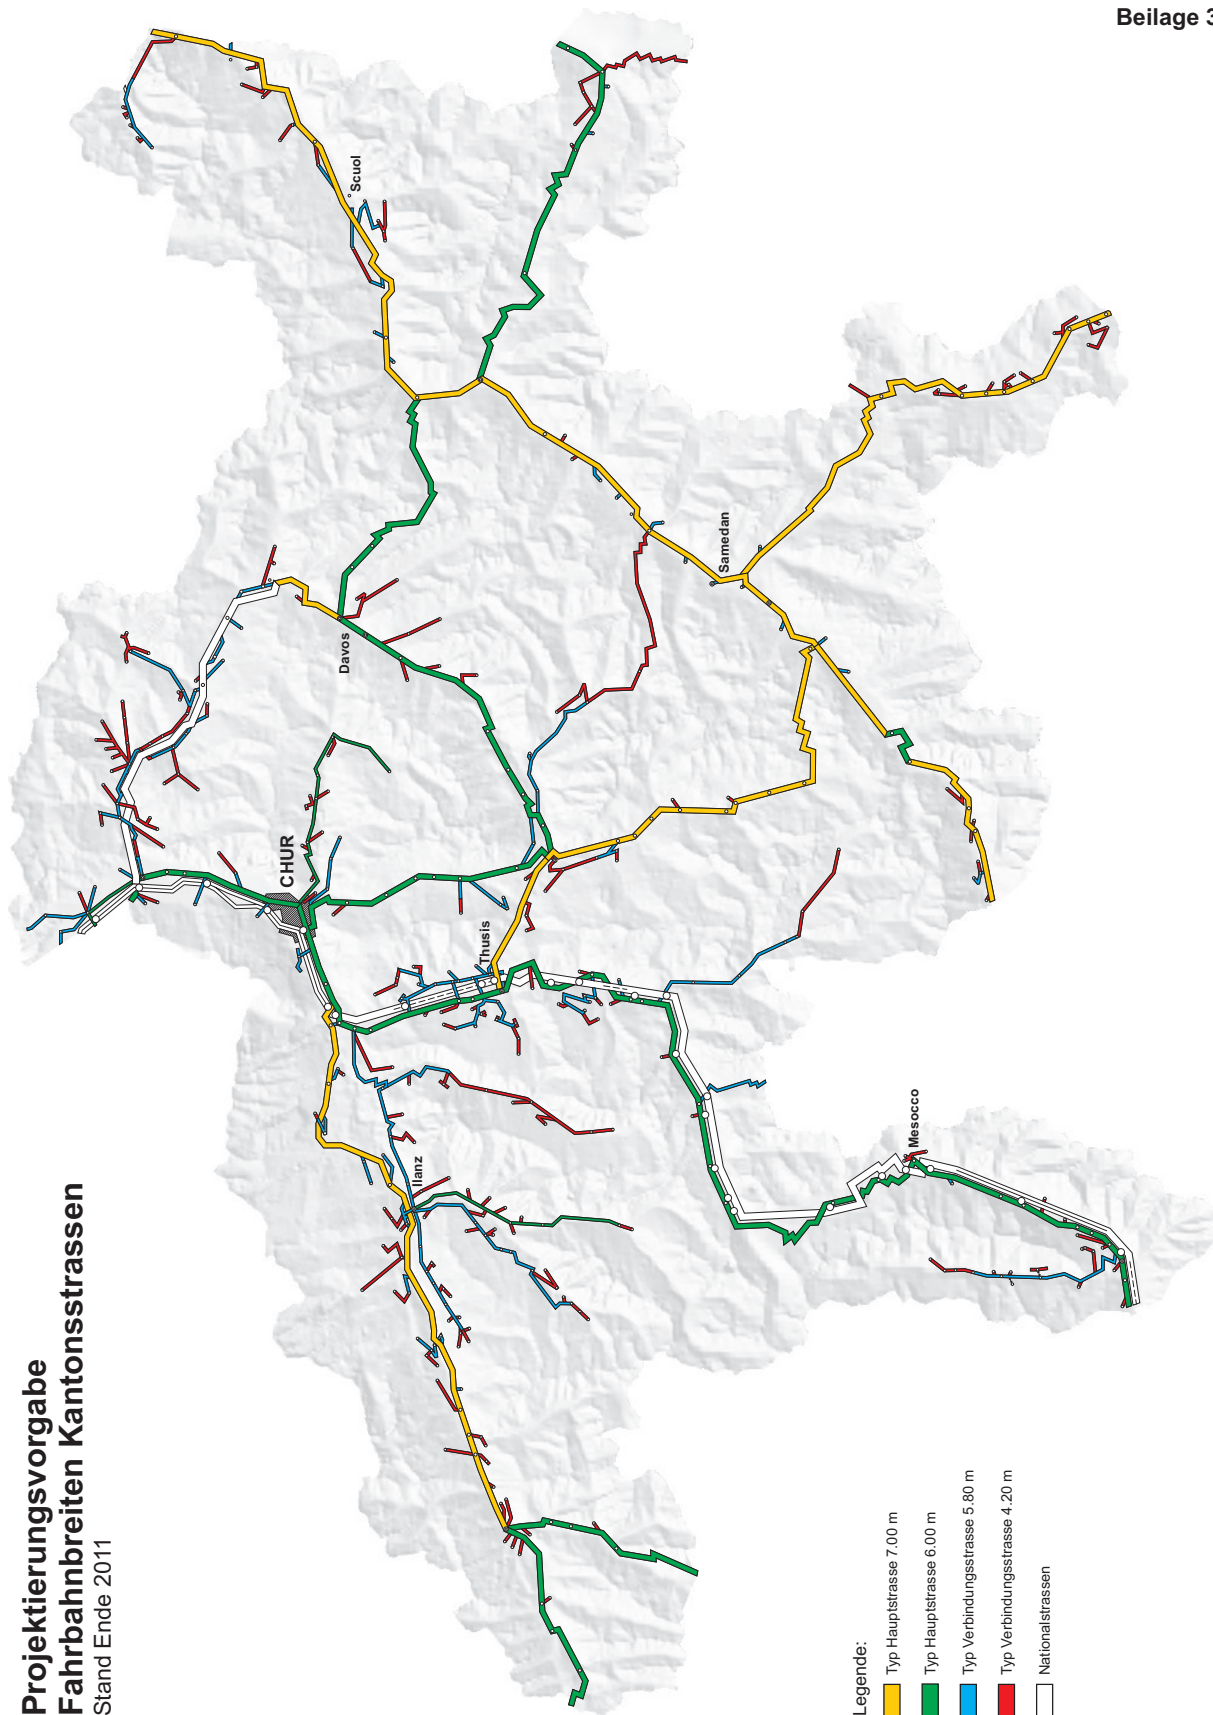 Beilage 3
Projektierungsvorgabe
Fahrbahnbreiten Kantonsstrassen
Stand Ende 2011
Scuol
Samedan
Davos
CHUR
Thusis
Ilanz
Mesocco
Legende:
Typ Hauptstrasse 7.00 m
Typ Hauptstrasse 6.00 m
Typ Verbindungsstrasse 5.80 m
Typ Verbindungsstrasse 4.20 m
Nationalstrassen